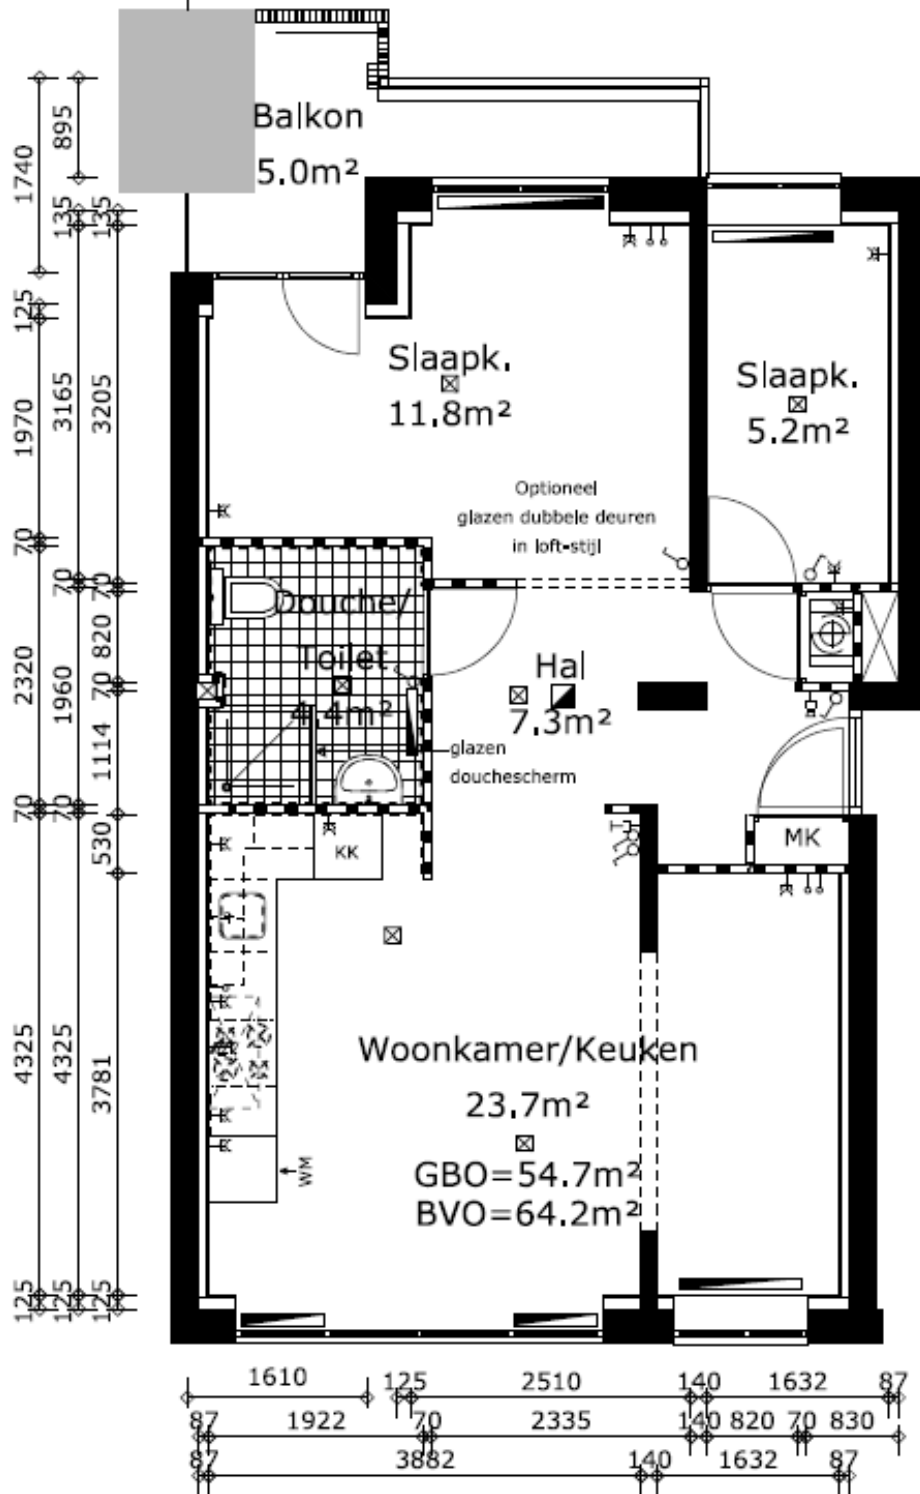 Balkon
5.0m²
Slaapk.
11.8m²
Slaapk.
5.2m²
Optioneel
glazen dubbele deuren
in loft-stijl
Douche/
Toilet
4.4m²
Hal
7.3m²
glazen
douchescherm
KK
MK
Woonkamer/Keuken
23.7m²
GBO=54.7m²
BVO=64.2m²
WM
1740
125
1970
70
2320
70
4325
125
895
135
3165
70
1960
70
4325
125
135
3205
70
820
70
1114
530
3781
125
1610 125 2510 140 1632 87
87 1922 70 2335 140 820 70 830
87 3882 140 1632 87